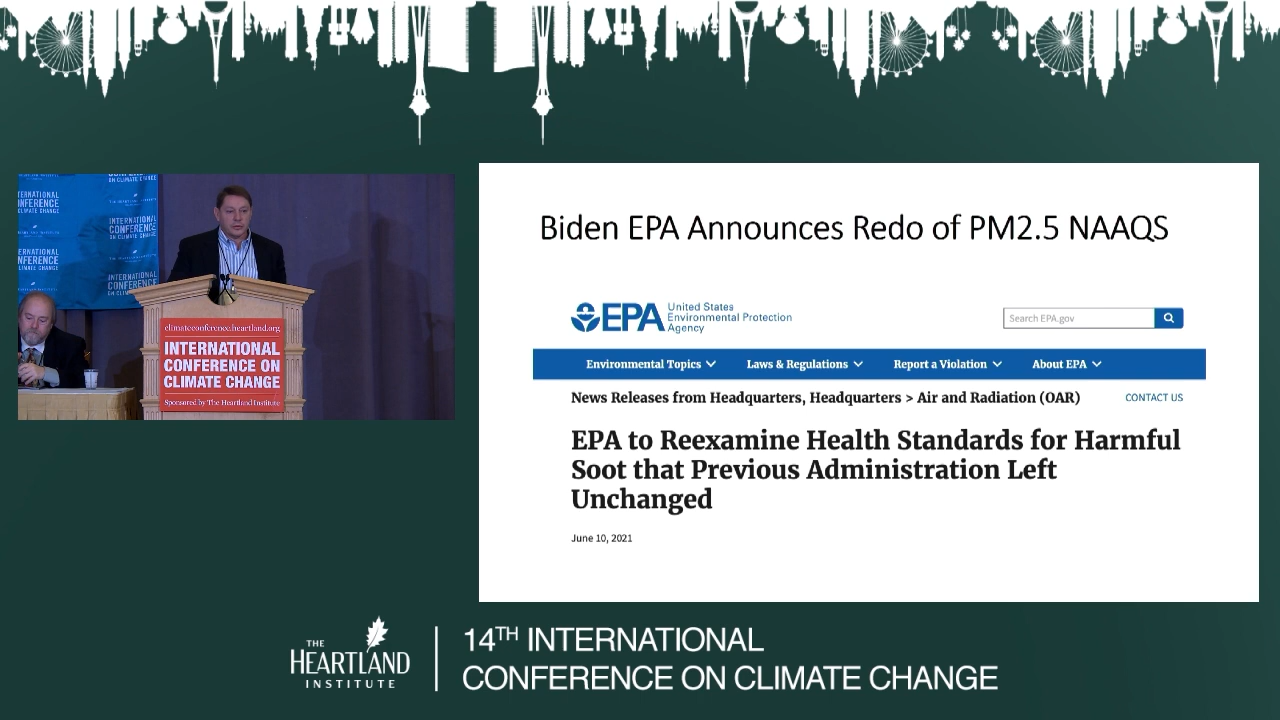 INTERNATIONAL
CONFERENCE
ON CLIMATE CHANGE
climateconference.heartland.org
INTERNATIONAL
CONFERENCE ON
CLIMATE CHANGE
Sponsored by The Heartland Institute
Biden EPA Announces Redo of PM2.5 NAAQS
EPA
United States
Environmental Protection
Agency
Search EPA.gov
Environmental Topics
Laws & Regulations
Report a Violation
About EPA
News Releases from Headquarters, Headquarters > Air and Radiation (OAR)
CONTACT US
EPA to Reexamine Health Standards for Harmful
Soot that Previous Administration Left
Unchanged
June 10, 2021
THE
HEARTLAND
INSTITUTE
14TH INTERNATIONAL
CONFERENCE ON CLIMATE CHANGE